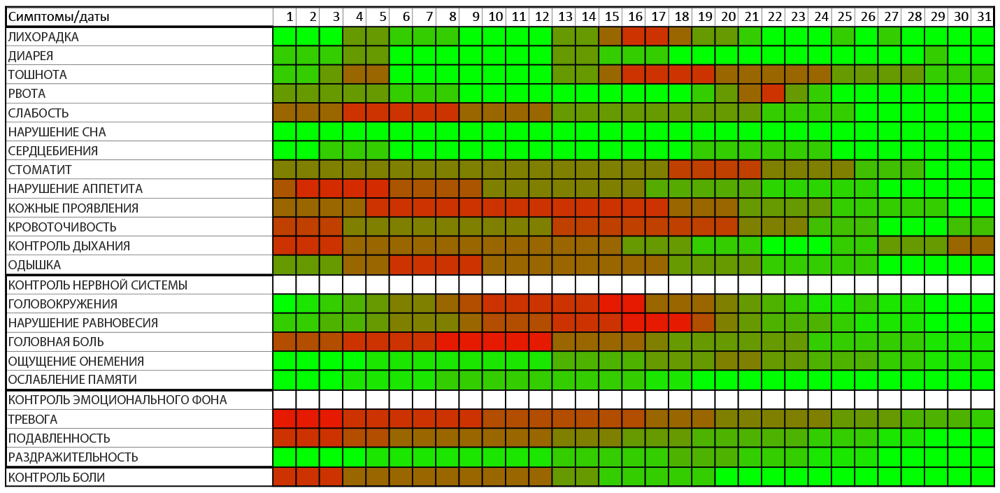 Симптомы/даты 1 2 3 4 5 6 7 8 9 10 11 12 13 14 15 16 17 18 19 20 21 22 23 24 25 26 27 28 29 30 31
ЛИХОРАДКА
ДИАРЕЯ
ТОШНОТА
РВОТА
СЛАБОСТЬ
НАРУШЕНИЕ СНА
СЕРДЦЕБИЕНИЯ
СТОМАТИТ
НАРУШЕНИЕ АППЕТИТА
КОЖНЫЕ ПРОЯВЛЕНИЯ
КРОВОТОЧИВОСТЬ
КОНТРОЛЬ ДЫХАНИЯ
ОДЫШКА
КОНТРОЛЬ НЕРВНОЙ СИСТЕМЫ
ГОЛОВОКРУЖЕНИЯ
НАРУШЕНИЕ РАВНОВЕСИЯ
ГОЛОВНАЯ БОЛЬ
ОЩУЩЕНИЕ ОНЕМЕНИЯ
ОСЛАБЛЕНИЕ ПАМЯТИ
КОНТРОЛЬ ЭМОЦИОНАЛЬНОГО ФОНА
ТРЕВОГА
ПОДАВЛЕННОСТЬ
РАЗДРАЖИТЕЛЬНОСТЬ
КОНТРОЛЬ БОЛИ